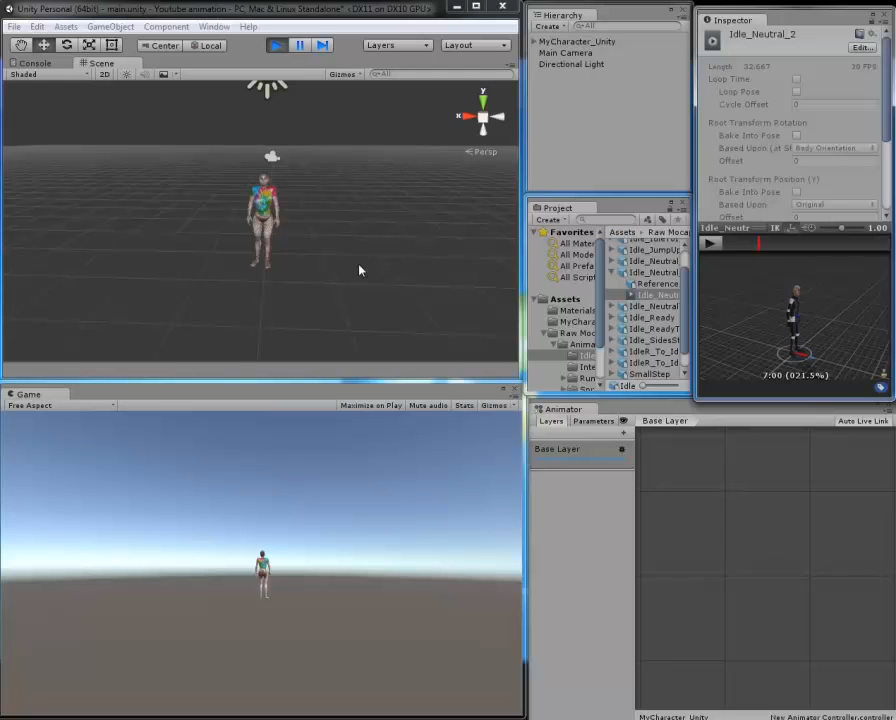 Unity Personal (64bit) - main.unity - Youtube animation - PC, Mac & Linux Standalone* <DX11 on DX10 GPU>
File Edit Assets GameObject Component Window Help
Center Local Layers Layout
Console Scene
Shaded 2D Gizmos All
y
x
Persp
Game
Free Aspect Maximize on Play Mute audio Stats Gizmos
Hierarchy
Create All
MyCharacter_Unity
Main Camera
Directional Light
Project
Create
Favorites
All Mate
All Mode
All Prefa
All Script
Assets
Materials
MyChara
Raw Mo
Anima
Idle
Inte
Run
Assets Raw Moca
Idle_JumpU
Idle_Neutral
Idle_Neutral
Reference
Idle_Neut
Idle_Neutral
Idle_Ready
Idle_ReadyT
Idle_SidesSt
IdleR_To_Id
IdleR_To_Id
SmallStep
Idle
Inspector
Idle_Neutral_2
Edit...
Length 32.667 30 FPS
Loop Time
Loop Pose
Cycle Offset 0
Root Transform Rotation
Bake Into Pose
Based Upon (at St Body Orientation
Offset 0
Root Transform Position (Y)
Bake Into Pose
Based Upon Original
Offset 0
Idle_Neutr IK 1.00
7:00 (021.5%)
Animator
Layers Parameters Base Layer Auto Live Link
Base Layer
MyCharacter_Unity New Animator Controller.controller